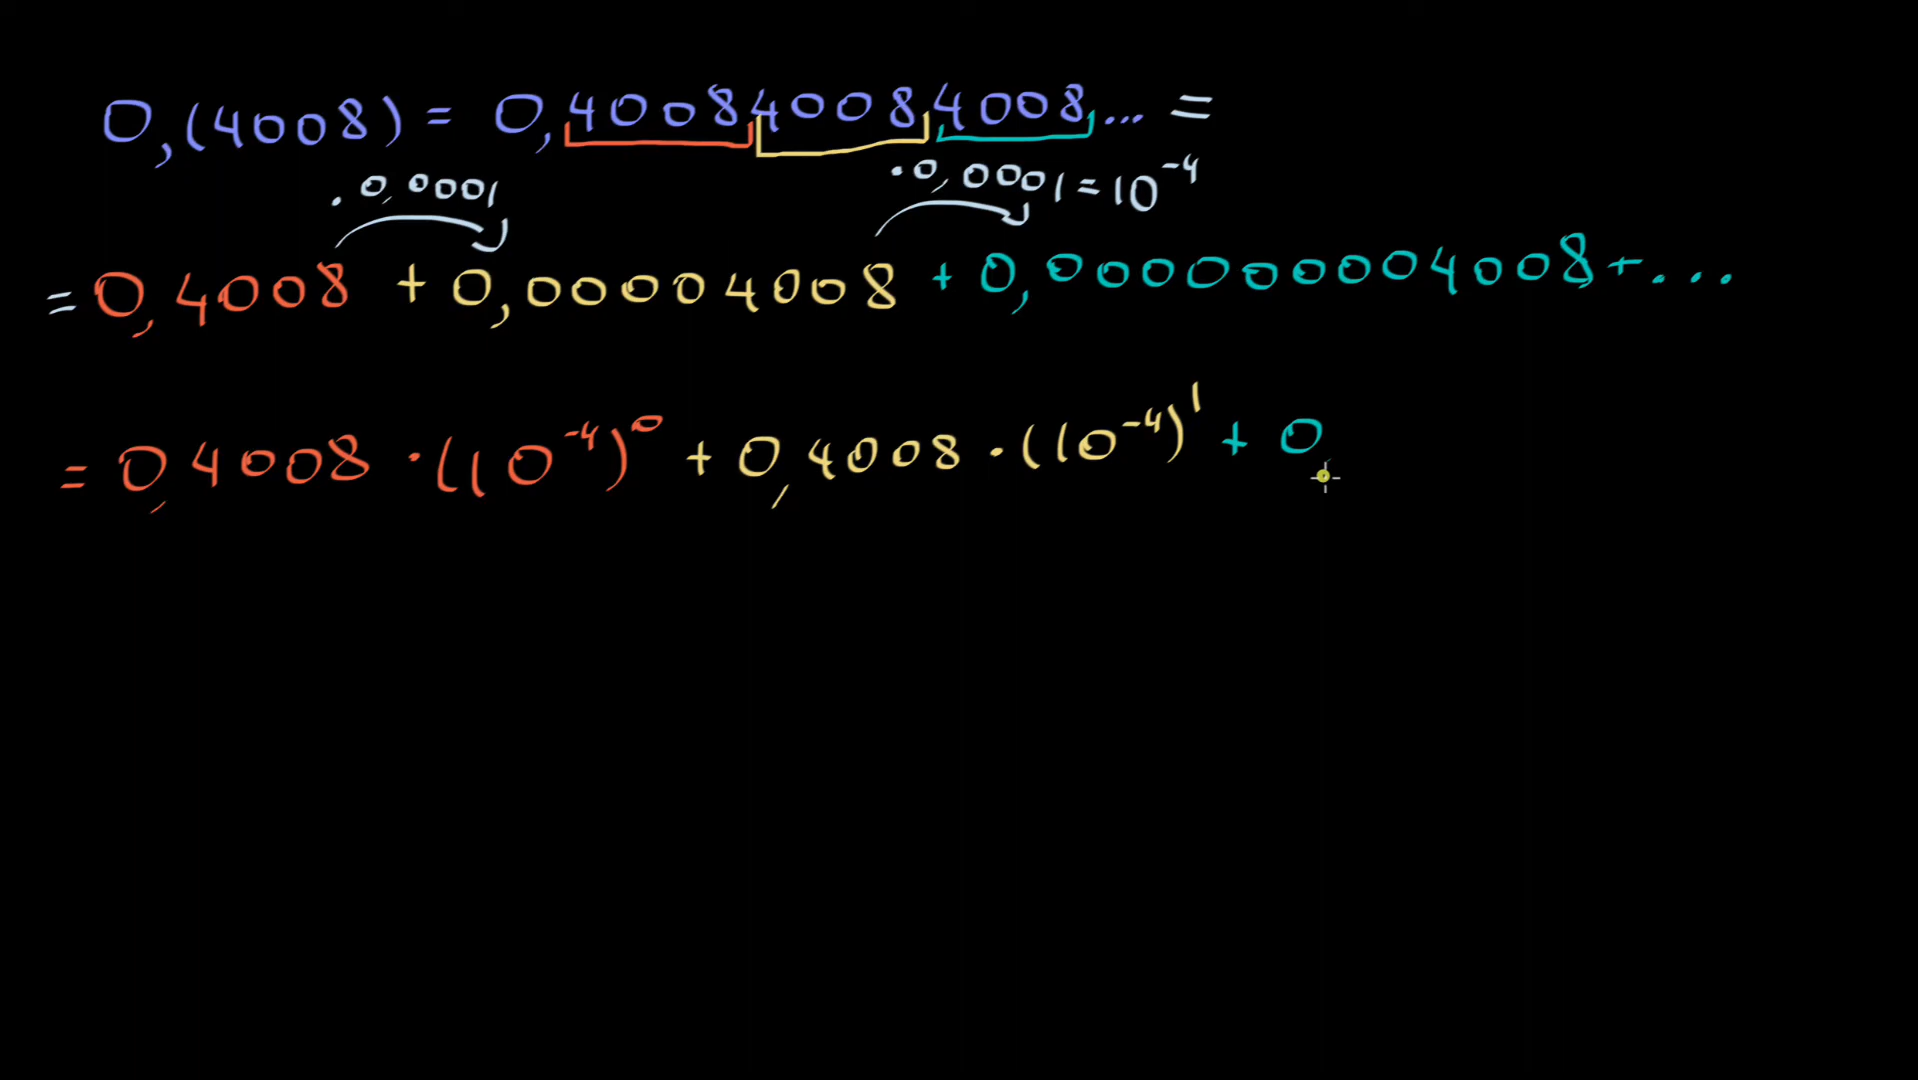 0,(4008) = 0,400840084008... =
·0,0001 ·0,0001=10⁻⁴
=0,4008 +0,00004008 +0,000000004008+...
= 0,4008 ·(10⁻⁴)⁰ + 0,4008 ·(10⁻⁴)¹ + 0